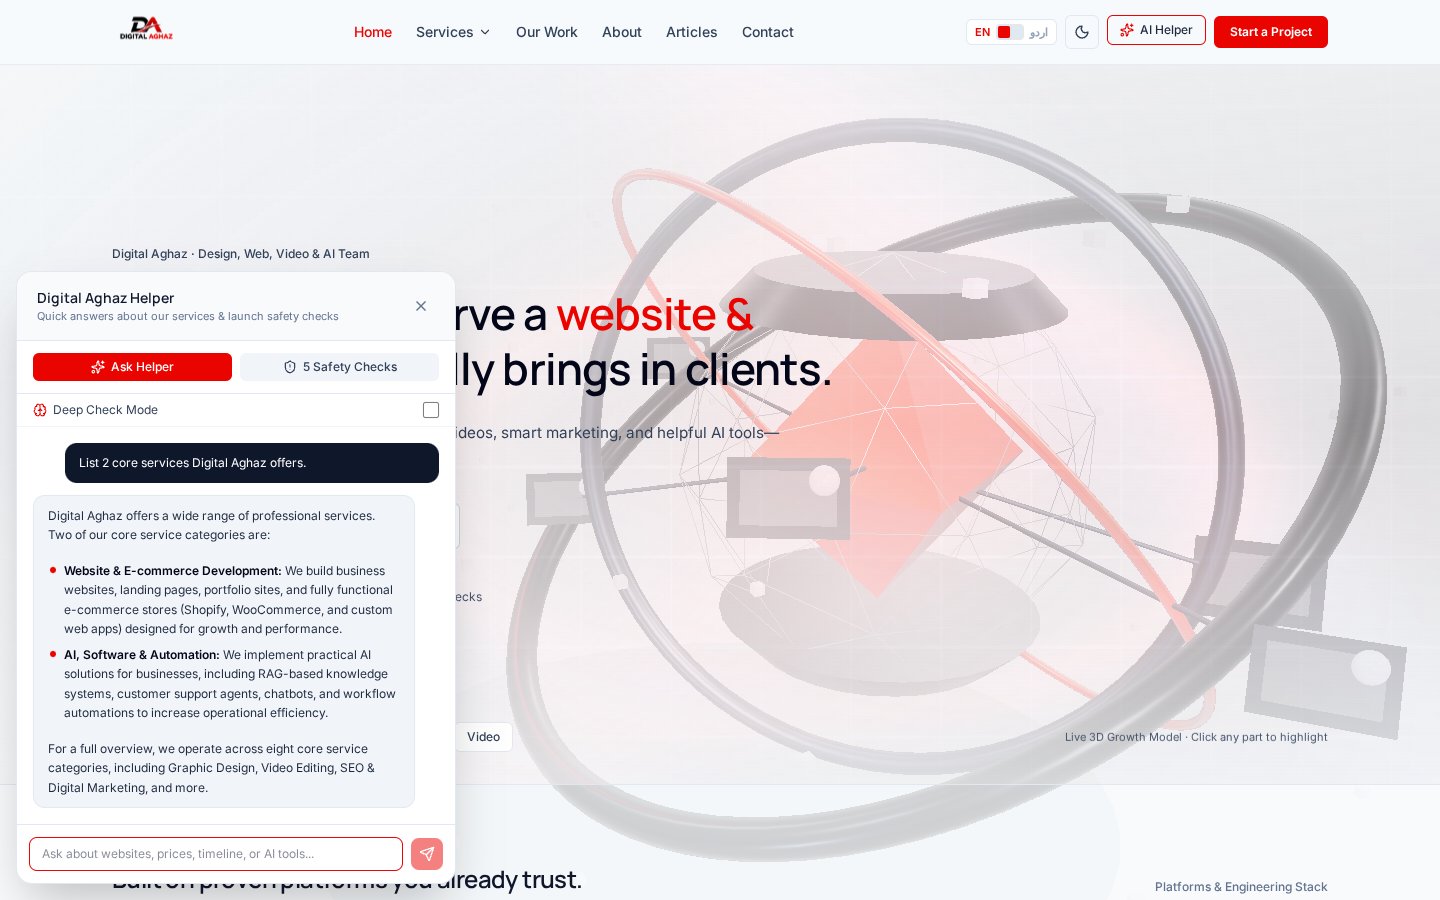 DA
DIGITAL AGHAZ
Home
Services
Our Work
About
Articles
Contact
EN
اردو
AI Helper
Start a Project
Digital Aghaz · Design, Web, Video & AI Team
rve a website &
lly brings in clients.
ideos, smart marketing, and helpful AI tools—
ecks
Video
Live 3D Growth Model · Click any part to highlight
Digital Aghaz Helper
Quick answers about our services & launch safety checks
Ask Helper
5 Safety Checks
Deep Check Mode
List 2 core services Digital Aghaz offers.
Digital Aghaz offers a wide range of professional services.
Two of our core service categories are:
Website & E-commerce Development: We build business
websites, landing pages, portfolio sites, and fully functional
e-commerce stores (Shopify, WooCommerce, and custom
web apps) designed for growth and performance.
AI, Software & Automation: We implement practical AI
solutions for businesses, including RAG-based knowledge
systems, customer support agents, chatbots, and workflow
automations to increase operational efficiency.
For a full overview, we operate across eight core service
categories, including Graphic Design, Video Editing, SEO &
Digital Marketing, and more.
Ask about websites, prices, timeline, or AI tools...
Built on proven platforms you already trust.
Platforms & Engineering Stack